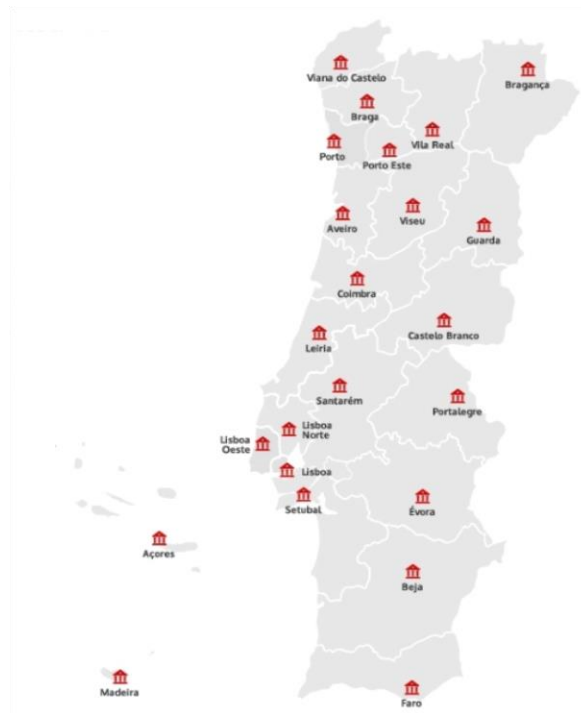 Viana do Castelo
Bragança
Braga
Vila Real
Porto
Porto Este
Aveiro
Viseu
Guarda
Coimbra
Castelo Branco
Leiria
Santarém
Portalegre
Lisboa
Norte
Lisboa
Oeste
Lisboa
Setubal
Évora
Açores
Beja
Madeira
Faro